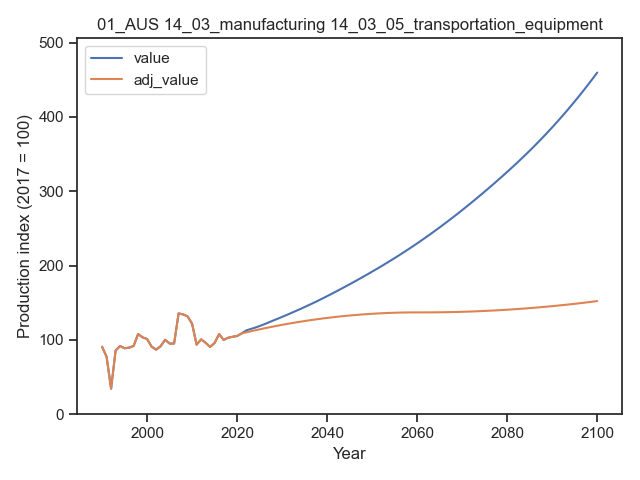 01_AUS 14_03_manufacturing 14_03_05_transportation_equipment
500
400
300
200
100
0
Production index (2017 = 100)
value
adj_value
2000
2020
2040
2060
2080
2100
Year